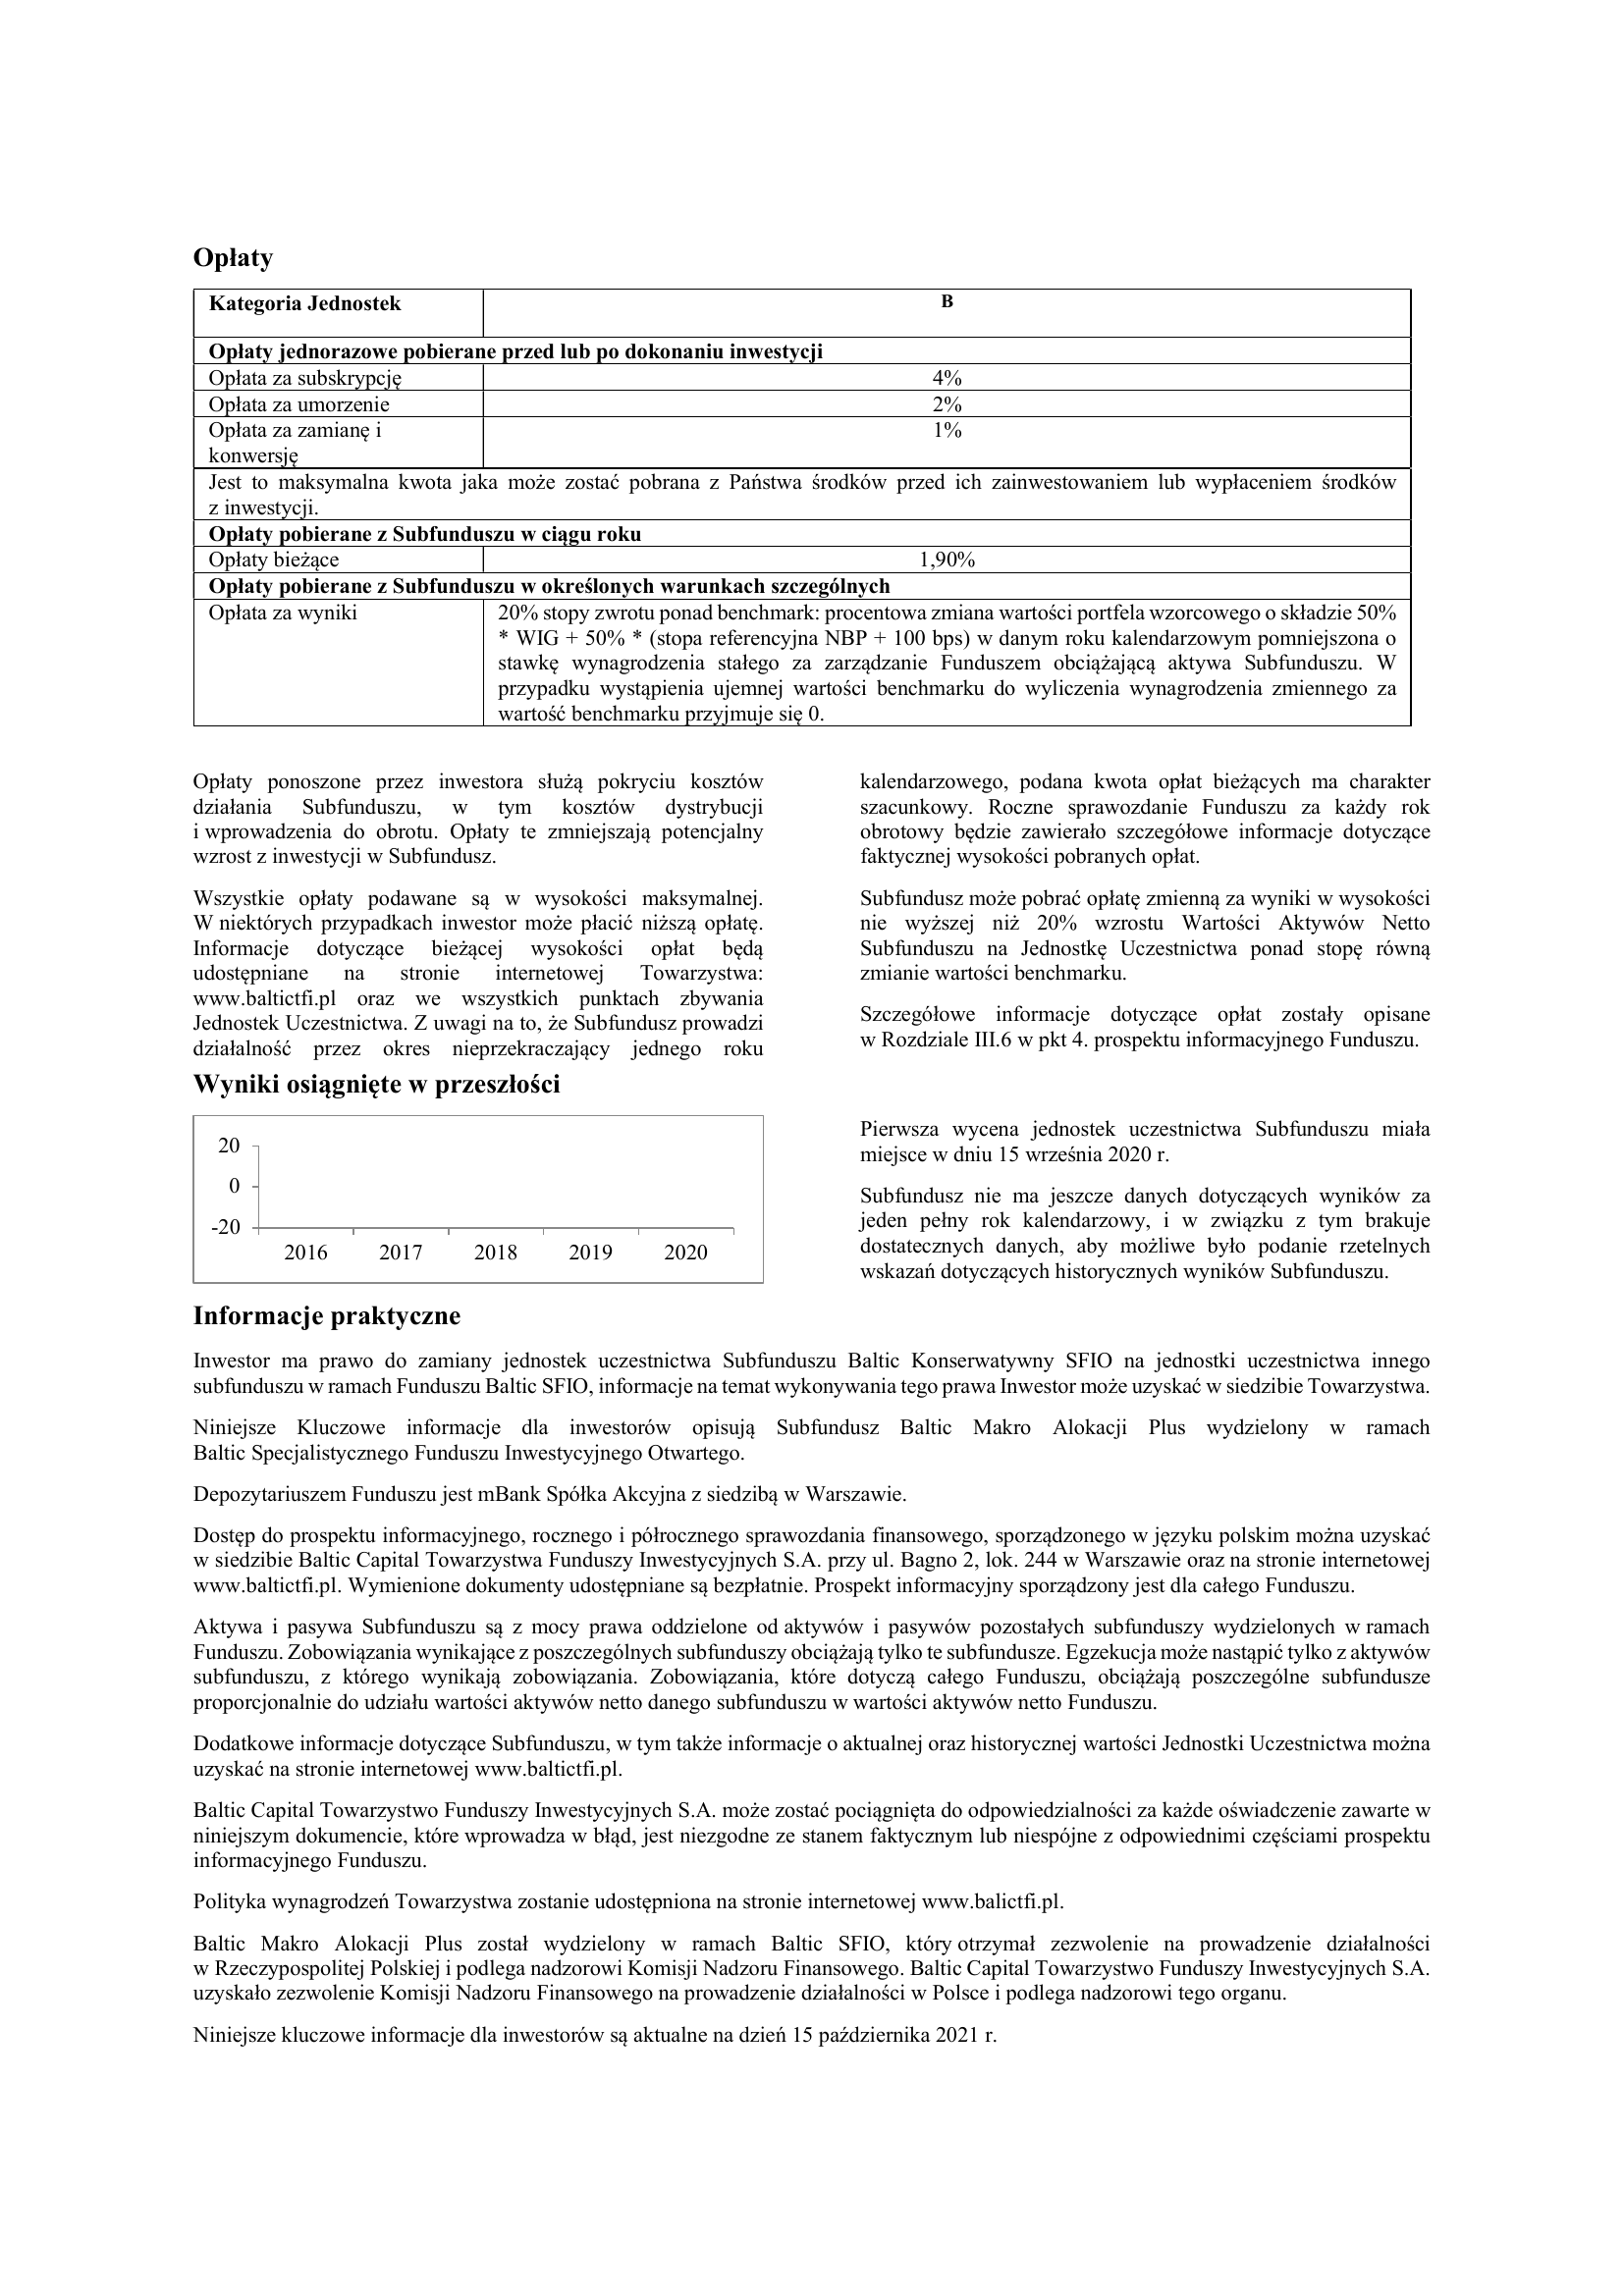 Opłaty
Kategoria Jednostek
B
Opłaty jednorazowe pobierane przed lub po dokonaniu inwestycji
Opłata za subskrypcję
4%
Opłata za umorzenie
2%
Opłata za zamianę i
konwersję
1%
Jest to maksymalna kwota jaka może zostać pobrana z Państwa środków przed ich zainwestowaniem lub wypłaceniem środków
z inwestycji.
Opłaty pobierane z Subfunduszu w ciągu roku
Opłaty bieżące
1,90%
Opłaty pobierane z Subfunduszu w określonych warunkach szczególnych
Opłata za wyniki
20% stopy zwrotu ponad benchmark: procentowa zmiana wartości portfela wzorcowego o składzie 50%
* WIG + 50% * (stopa referencyjna NBP + 100 bps) w danym roku kalendarzowym pomniejszona o
stawkę wynagrodzenia stałego za zarządzanie Funduszem obciążającą aktywa Subfunduszu. W
przypadku wystąpienia ujemnej wartości benchmarku do wyliczenia wynagrodzenia zmiennego za
wartość benchmarku przyjmuje się 0.
Opłaty ponoszone przez inwestora służą pokryciu kosztów
działania Subfunduszu, w tym kosztów dystrybucji
i wprowadzenia do obrotu. Opłaty te zmniejszają potencjalny
wzrost z inwestycji w Subfundusz.
Wszystkie opłaty podawane są w wysokości maksymalnej.
W niektórych przypadkach inwestor może płacić niższą opłatę.
Informacje dotyczące bieżącej wysokości opłat będą
udostępniane na stronie internetowej Towarzystwa:
www.baltictfi.pl oraz we wszystkich punktach zbywania
Jednostek Uczestnictwa. Z uwagi na to, że Subfundusz prowadzi
działalność przez okres nieprzekraczający jednego roku
kalendarzowego, podana kwota opłat bieżących ma charakter
szacunkowy. Roczne sprawozdanie Funduszu za każdy rok
obrotowy będzie zawierało szczegółowe informacje dotyczące
faktycznej wysokości pobranych opłat.
Subfundusz może pobrać opłatę zmienną za wyniki w wysokości
nie wyższej niż 20% wzrostu Wartości Aktywów Netto
Subfunduszu na Jednostkę Uczestnictwa ponad stopę równą
zmianie wartości benchmarku.
Szczegółowe informacje dotyczące opłat zostały opisane
w Rozdziale III.6 w pkt 4. prospektu informacyjnego Funduszu.
Wyniki osiągnięte w przeszłości
20
0
-20
2016 2017 2018 2019 2020
Pierwsza wycena jednostek uczestnictwa Subfunduszu miała
miejsce w dniu 15 września 2020 r.
Subfundusz nie ma jeszcze danych dotyczących wyników za
jeden pełny rok kalendarzowy, i w związku z tym brakuje
dostatecznych danych, aby możliwe było podanie rzetelnych
wskazań dotyczących historycznych wyników Subfunduszu.
Informacje praktyczne
Inwestor ma prawo do zamiany jednostek uczestnictwa Subfunduszu Baltic Konserwatywny SFIO na jednostki uczestnictwa innego
subfunduszu w ramach Funduszu Baltic SFIO, informacje na temat wykonywania tego prawa Inwestor może uzyskać w siedzibie Towarzystwa.
Niniejsze Kluczowe informacje dla inwestorów opisują Subfundusz Baltic Makro Alokacji Plus wydzielony w ramach
Baltic Specjalistycznego Funduszu Inwestycyjnego Otwartego.
Depozytariuszem Funduszu jest mBank Spółka Akcyjna z siedzibą w Warszawie.
Dostęp do prospektu informacyjnego, rocznego i półrocznego sprawozdania finansowego, sporządzonego w języku polskim można uzyskać
w siedzibie Baltic Capital Towarzystwa Funduszy Inwestycyjnych S.A. przy ul. Bagno 2, lok. 244 w Warszawie oraz na stronie internetowej
www.baltictfi.pl. Wymienione dokumenty udostępniane są bezpłatnie. Prospekt informacyjny sporządzony jest dla całego Funduszu.
Aktywa i pasywa Subfunduszu są z mocy prawa oddzielone od aktywów i pasywów pozostałych subfunduszy wydzielonych w ramach
Funduszu. Zobowiązania wynikające z poszczególnych subfunduszy obciążają tylko te subfundusze. Egzekucja może nastąpić tylko z aktywów
subfunduszu, z którego wynikają zobowiązania. Zobowiązania, które dotyczą całego Funduszu, obciążają poszczególne subfundusze
proporcjonalnie do udziału wartości aktywów netto danego subfunduszu w wartości aktywów netto Funduszu.
Dodatkowe informacje dotyczące Subfunduszu, w tym także informacje o aktualnej oraz historycznej wartości Jednostki Uczestnictwa można
uzyskać na stronie internetowej www.baltictfi.pl.
Baltic Capital Towarzystwo Funduszy Inwestycyjnych S.A. może zostać pociągnięta do odpowiedzialności za każde oświadczenie zawarte w
niniejszym dokumencie, które wprowadza w błąd, jest niezgodne ze stanem faktycznym lub niespójne z odpowiednimi częściami prospektu
informacyjnego Funduszu.
Polityka wynagrodzeń Towarzystwa zostanie udostępniona na stronie internetowej www.balictfi.pl.
Baltic Makro Alokacji Plus został wydzielony w ramach Baltic SFIO, który otrzymał zezwolenie na prowadzenie działalności
w Rzeczypospolitej Polskiej i podlega nadzorowi Komisji Nadzoru Finansowego. Baltic Capital Towarzystwo Funduszy Inwestycyjnych S.A.
uzyskało zezwolenie Komisji Nadzoru Finansowego na prowadzenie działalności w Polsce i podlega nadzorowi tego organu.
Niniejsze kluczowe informacje dla inwestorów są aktualne na dzień 15 października 2021 r.